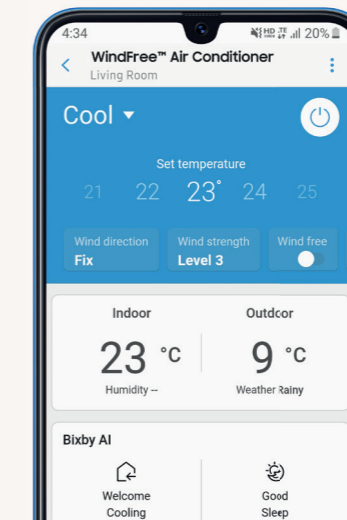 4:34 HD LTE 20%
WindFree™ Air Conditioner
Living Room
Cool
Set temperature
21 22 23° 24 25
Wind direction Wind strength Wind free
Fix Level 3
Indoor Outdoor
23 °C 9 °C
Humidity -- Weather Rainy
Bixby AI
Welcome Good
Cooling Sleep